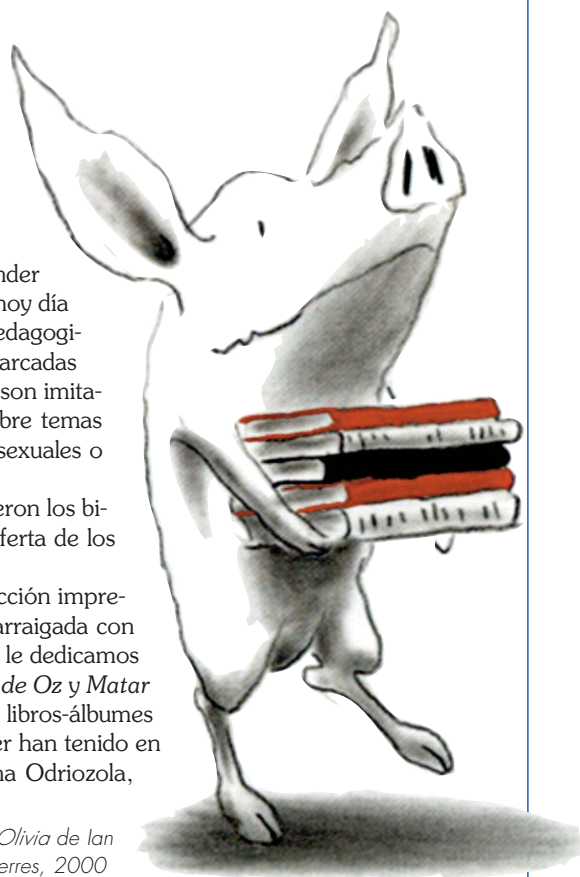 nder
hoy día
edagogi-
arcadas
son imita-
bre temas
sexuales o
eron los bi-
ferta de los
cción impre-
arraigada con
le dedicamos
de Oz y Matar
libros-álbumes
er han tenido en
na Odriozola,
Olivia de Ian
erres, 2000